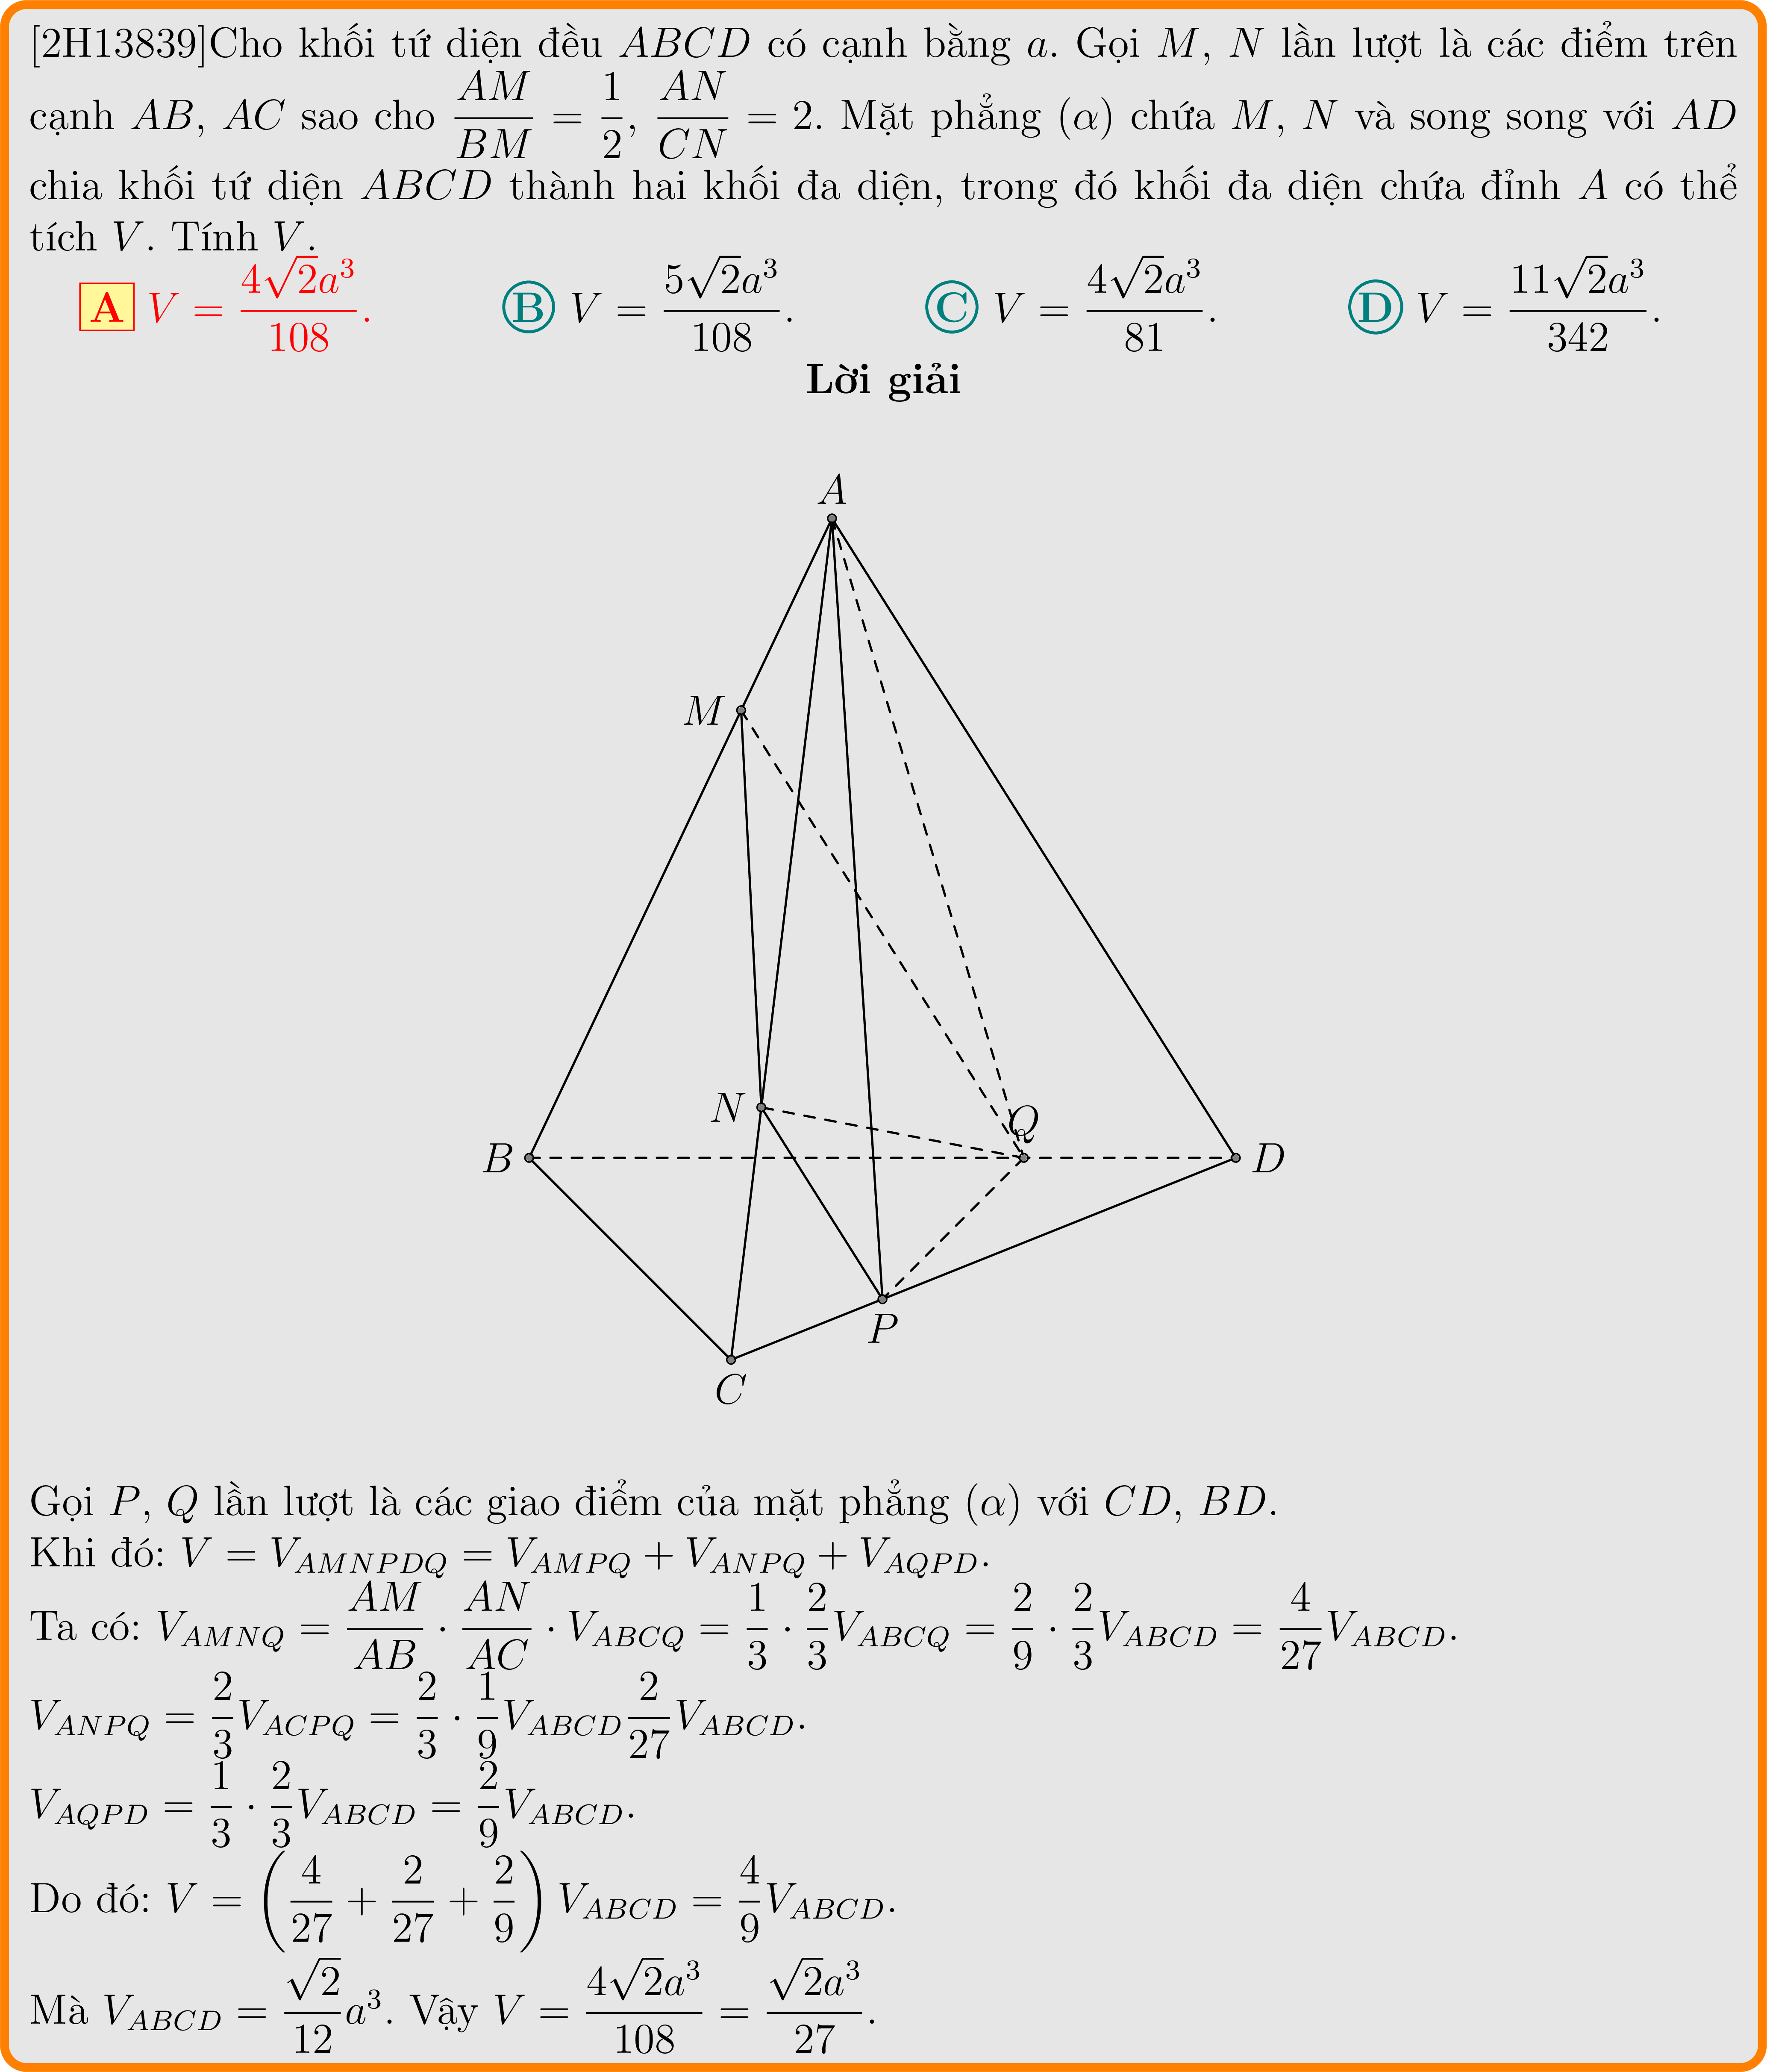 [2H13839]Cho khối tứ diện đều ABCD có cạnh bằng a. Gọi M, N lần lượt là các điểm trên
cạnh AB, AC sao cho \frac{AM}{BM} = \frac{1}{2}, \frac{AN}{CN} = 2. Mặt phẳng (α) chứa M, N và song song với AD
chia khối tứ diện ABCD thành hai khối đa diện, trong đó khối đa diện chứa đỉnh A có thể
tích V. Tính V.
A V = \frac{4\sqrt{2}a^3}{108}. B V = \frac{5\sqrt{2}a^3}{108}. C V = \frac{4\sqrt{2}a^3}{81}. D V = \frac{11\sqrt{2}a^3}{342}.
Lời giải
A
M
N
Q
B
D
P
C
Gọi P, Q lần lượt là các giao điểm của mặt phẳng (α) với CD, BD.
Khi đó: V = V_{AMNPDQ} = V_{AMPQ} + V_{ANPQ} + V_{AQPD}.
Ta có: V_{AMNQ} = \frac{AM}{AB} · \frac{AN}{AC} · V_{ABCQ} = \frac{1}{3} · \frac{2}{3}V_{ABCQ} = \frac{2}{9} · \frac{2}{3}V_{ABCD} = \frac{4}{27}V_{ABCD}.
V_{ANPQ} = \frac{2}{3}V_{ACPQ} = \frac{2}{3} · \frac{1}{9}V_{ABCD}\frac{2}{27}V_{ABCD}.
V_{AQPD} = \frac{1}{3} · \frac{2}{3}V_{ABCD} = \frac{2}{9}V_{ABCD}.
Do đó: V = \left(\frac{4}{27} + \frac{2}{27} + \frac{2}{9}\right)V_{ABCD} = \frac{4}{9}V_{ABCD}.
Mà V_{ABCD} = \frac{\sqrt{2}}{12}a^3. Vậy V = \frac{4\sqrt{2}a^3}{108} = \frac{\sqrt{2}a^3}{27}.